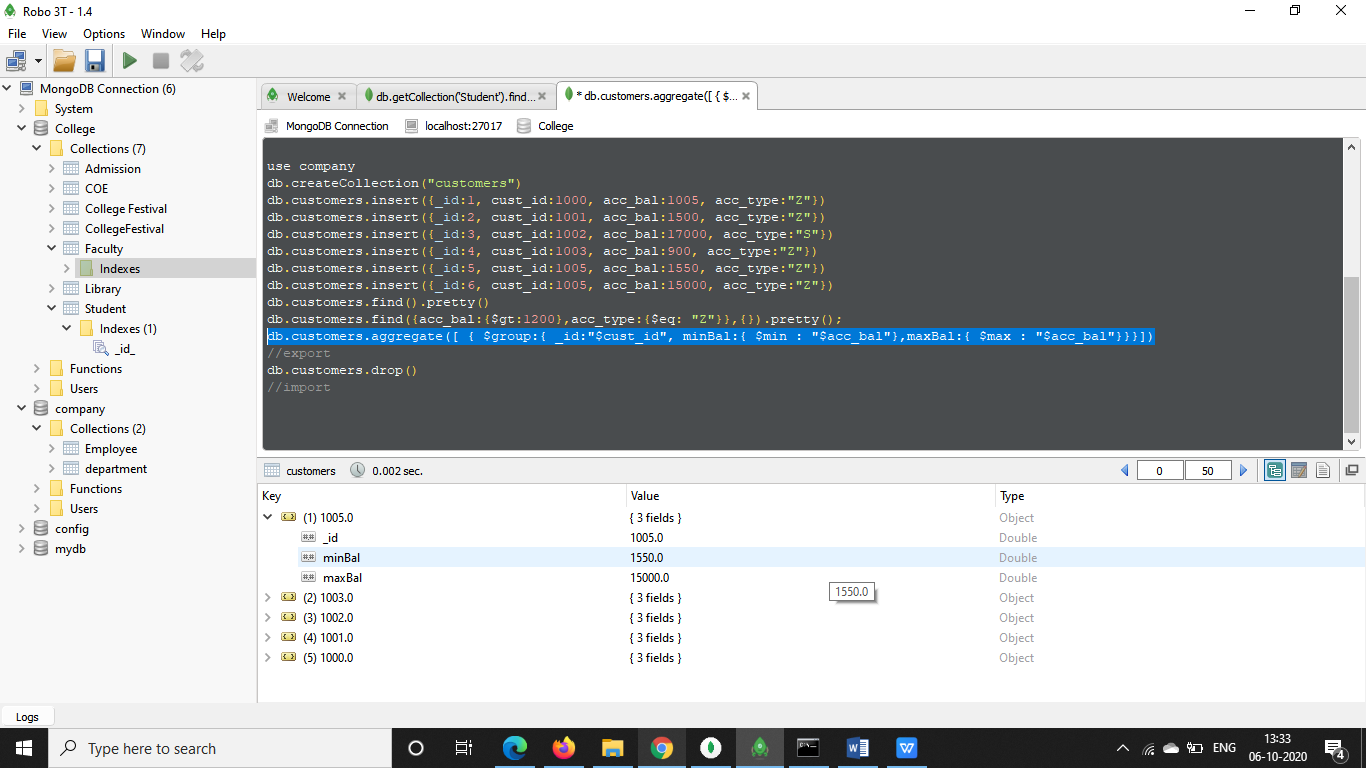 Robo 3T - 1.4
File View Options Window Help
MongoDB Connection (6)
System
College
Collections (7)
Admission
COE
College Festival
CollegeFestival
Faculty
Indexes
Library
Student
Indexes (1)
_id_
Functions
Users
company
Collections (2)
Employee
department
Functions
Users
config
mydb
Welcome
db.getCollection('Student').find...
* db.customers.aggregate([ { $...
MongoDB Connection localhost:27017 College
use company
db.createCollection("customers")
db.customers.insert({_id:1, cust_id:1000, acc_bal:1005, acc_type:"Z"})
db.customers.insert({_id:2, cust_id:1001, acc_bal:1500, acc_type:"Z"})
db.customers.insert({_id:3, cust_id:1002, acc_bal:17000, acc_type:"S"})
db.customers.insert({_id:4, cust_id:1003, acc_bal:900, acc_type:"Z"})
db.customers.insert({_id:5, cust_id:1005, acc_bal:1550, acc_type:"Z"})
db.customers.insert({_id:6, cust_id:1005, acc_bal:15000, acc_type:"Z"})
db.customers.find().pretty()
db.customers.find({acc_bal:{$gt:1200},acc_type:{$eq: "Z"}},{}).pretty();
db.customers.aggregate([ { $group:{ _id:"$cust_id", minBal:{ $min : "$acc_bal"},maxBal:{ $max : "$acc_bal"}}}])
//export
db.customers.drop()
//import
customers 0.002 sec. 0 50
Key Value Type
(1) 1005.0 { 3 fields } Object
_id 1005.0 Double
minBal 1550.0 Double
maxBal 15000.0 Double
1550.0
(2) 1003.0 { 3 fields } Object
(3) 1002.0 { 3 fields } Object
(4) 1001.0 { 3 fields } Object
(5) 1000.0 { 3 fields } Object
Logs
Type here to search
ENG
13:33
06-10-2020
4